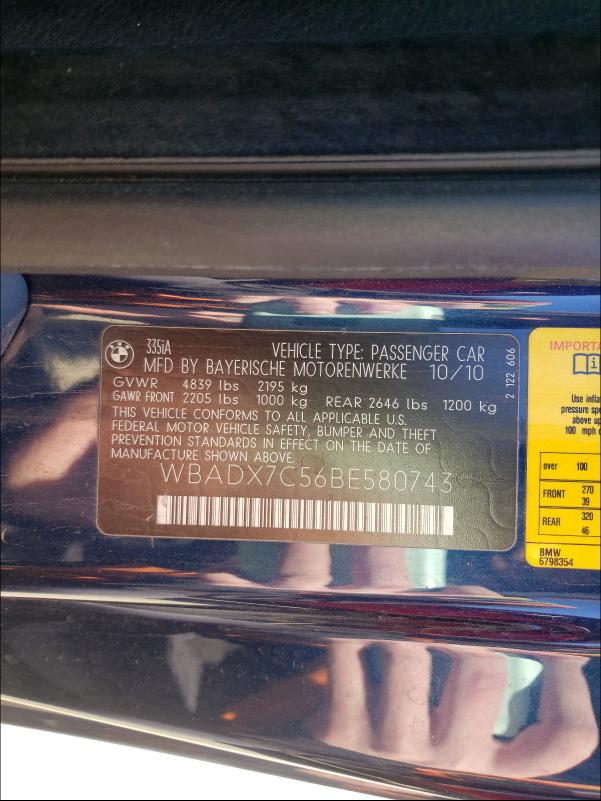 335iA VEHICLE TYPE: PASSENGER CAR
MFD BY BAYERISCHE MOTORENWERKE 10/10
GVWR 4839 lbs 2195 kg
GAWR FRONT 2205 lbs 1000 kg REAR 2646 lbs 1200 kg
THIS VEHICLE CONFORMS TO ALL APPLICABLE U.S.
FEDERAL MOTOR VEHICLE SAFETY, BUMPER AND THEFT
PREVENTION STANDARDS IN EFFECT ON THE DATE OF
MANUFACTURE SHOWN ABOVE.
WBADX7C56BE580743
2 122 606
IMPORTA
Use infla
pressure spe
above up
100 mph
over 100
FRONT 270
39
REAR 320
46
BMW
6798354